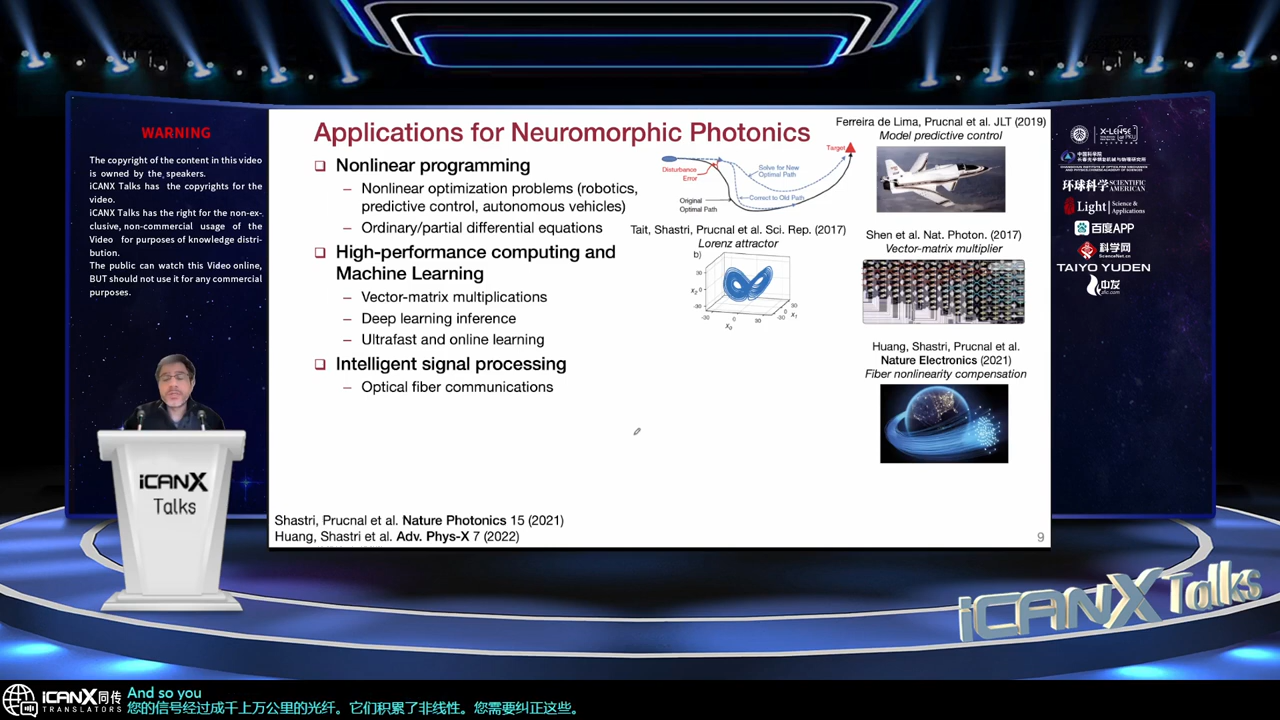 WARNING
The copyright of the content in this video
is owned by the speakers.
iCANX Talks has the copyrights for the
video.
iCANX Talks has the right for the non-ex-
clusive, non-commercial usage of the
Video for purposes of knowledge distri-
bution.
The public can watch this Video online,
BUT should not use it for any commercial
purposes.
iCANX
Talks
Applications for Neuromorphic Photonics
Nonlinear programming
– Nonlinear optimization problems (robotics,
predictive control, autonomous vehicles)
– Ordinary/partial differential equations
High-performance computing and
Machine Learning
– Vector-matrix multiplications
– Deep learning inference
– Ultrafast and online learning
Intelligent signal processing
– Optical fiber communications
Target
Disturbance
Error
Solve for New
Optimal Path
Original
Optimal Path
Correct to Old Path
Tait, Shastri, Prucnal et al. Sci. Rep. (2017)
Lorenz attractor
b)
Ferreira de Lima, Prucnal et al. JLT (2019)
Model predictive control
Shen et al. Nat. Photon. (2017)
Vector-matrix multiplier
Huang, Shastri, Prucnal et al.
Nature Electronics (2021)
Fiber nonlinearity compensation
Shastri, Prucnal et al. Nature Photonics 15 (2021)
Huang, Shastri et al. Adv. Phys-X 7 (2022)
9
X-LENSE
中国科学院
环球科学 SCIENTIFIC AMERICAN
Light Science & Applications
百度APP
科学网
ScienceNet.cn
TAIYO YUDEN
中友
iCANX Talks
iCANX同传
TRANSLATORS
And so you
您的信号经过成千上万公里的光纤。它们积累了非线性。您需要纠正这些。